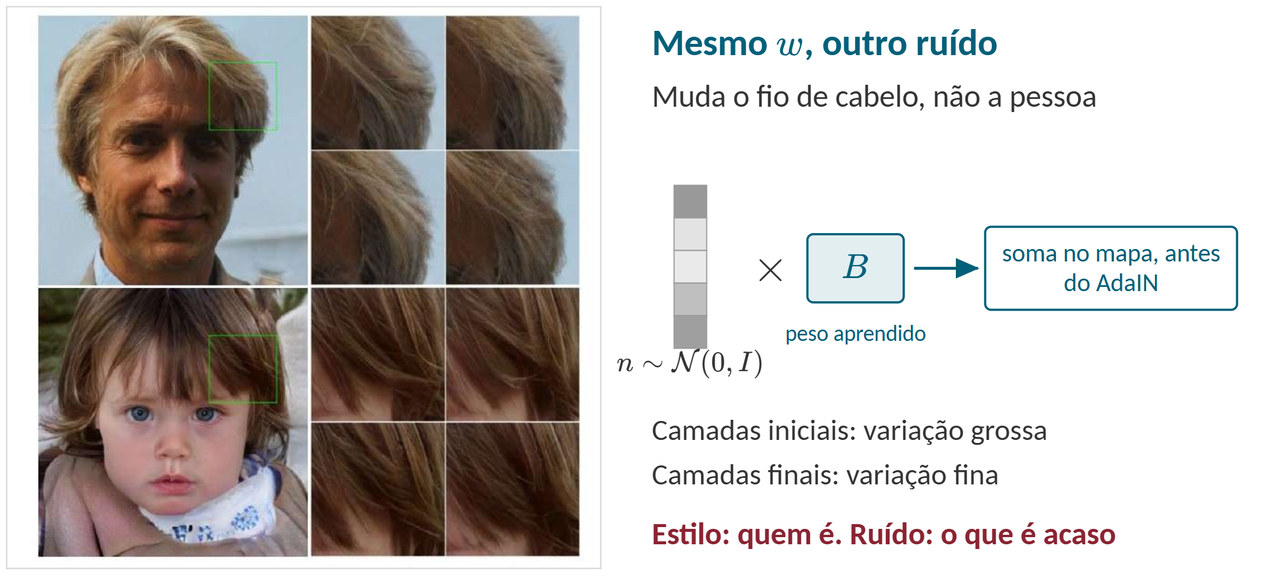 Mesmo w, outro ruído
Muda o fio de cabelo, não a pessoa
× B
soma no mapa, antes
do AdaIN
peso aprendido
n ∼ 𝒩(0, I)
Camadas iniciais: variação grossa
Camadas finais: variação fina
Estilo: quem é. Ruído: o que é acaso